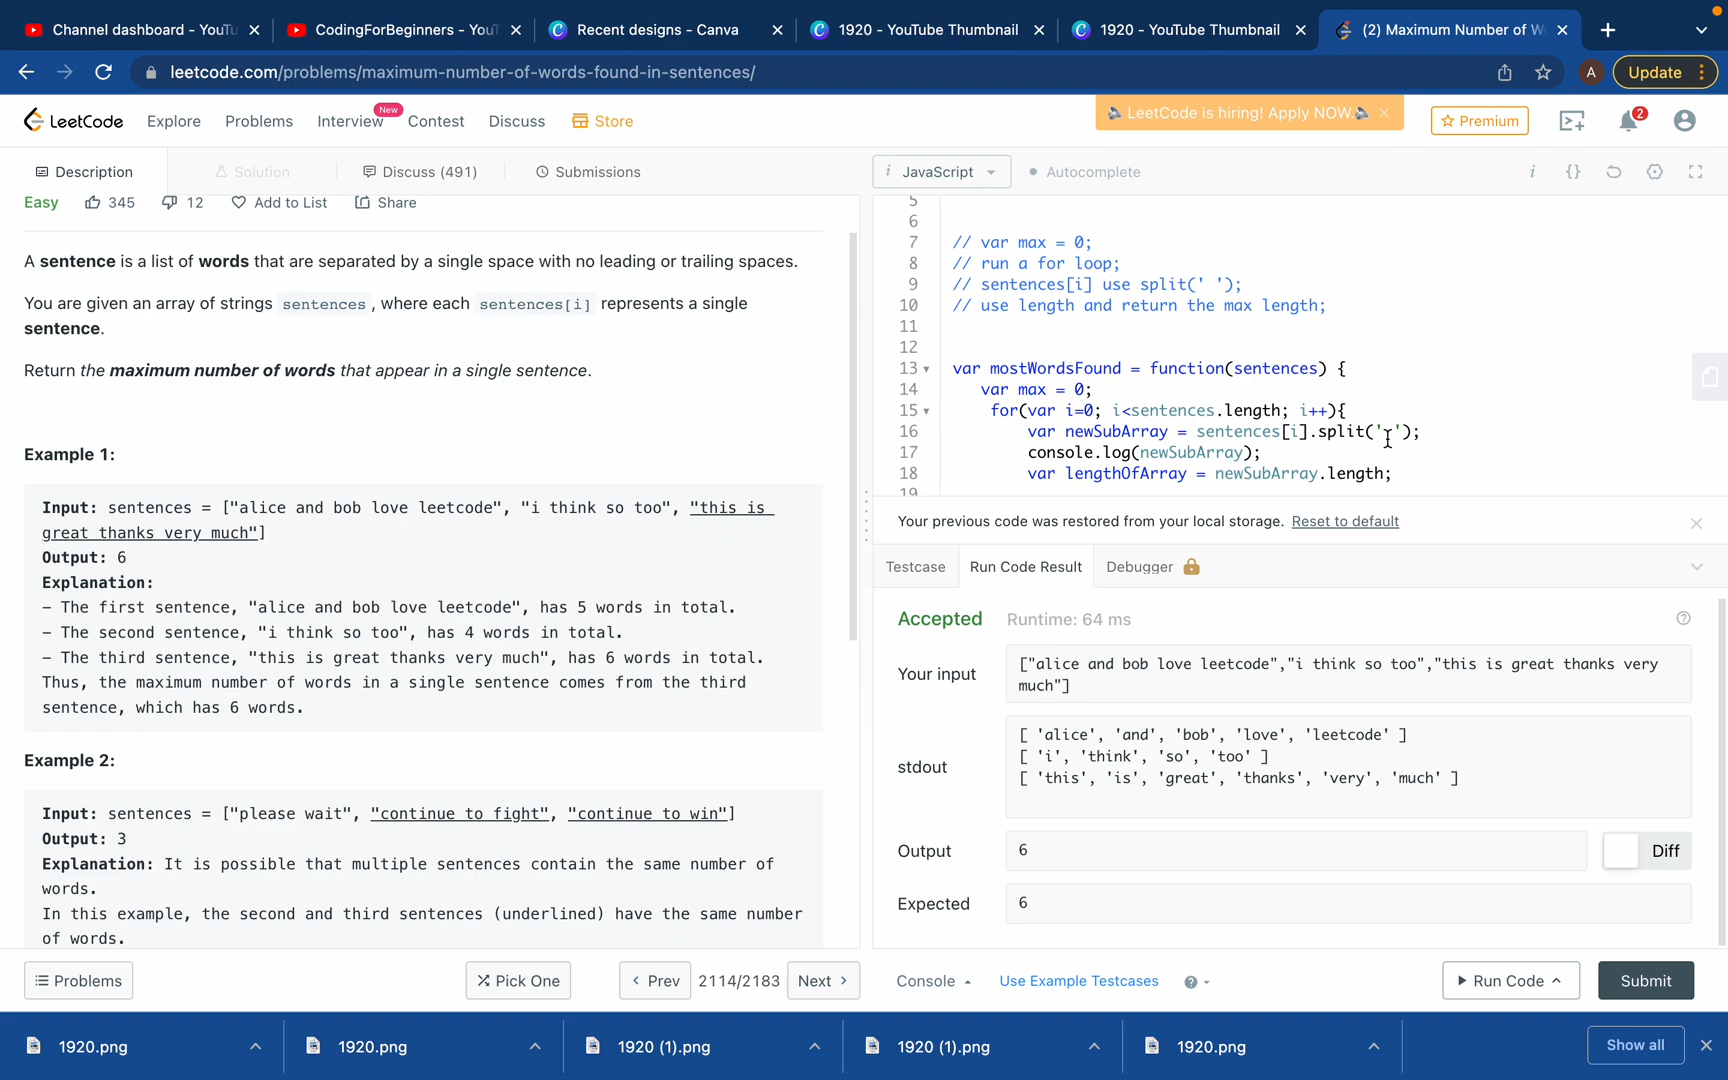 Channel dashboard - YouTu
CodingForBeginners - YouT
Recent designs - Canva
1920 - YouTube Thumbnail
1920 - YouTube Thumbnail
(2) Maximum Number of W
leetcode.com/problems/maximum-number-of-words-found-in-sentences/
A
Update
LeetCode
Explore
Problems
Interview
New
Contest
Discuss
Store
LeetCode is hiring! Apply NOW.
Premium
2
Description
Solution
Discuss (491)
Submissions
Easy
345
12
Add to List
Share
A sentence is a list of words that are separated by a single space with no leading or trailing spaces.
You are given an array of strings sentences, where each sentences[i] represents a single
sentence.
Return the maximum number of words that appear in a single sentence.
Example 1:
Input: sentences = ["alice and bob love leetcode", "i think so too", "this is
great thanks very much"]
Output: 6
Explanation:
- The first sentence, "alice and bob love leetcode", has 5 words in total.
- The second sentence, "i think so too", has 4 words in total.
- The third sentence, "this is great thanks very much", has 6 words in total.
Thus, the maximum number of words in a single sentence comes from the third
sentence, which has 6 words.
Example 2:
Input: sentences = ["please wait", "continue to fight", "continue to win"]
Output: 3
Explanation: It is possible that multiple sentences contain the same number of
words.
In this example, the second and third sentences (underlined) have the same number
of words.
Problems
Pick One
Prev
2114/2183
Next
i JavaScript
Autocomplete
i
{}
5
6
7 // var max = 0;
8 // run a for loop;
9 // sentences[i] use split(' ');
10 // use length and return the max length;
11
12
13 var mostWordsFound = function(sentences) {
14 var max = 0;
15 for(var i=0; i<sentences.length; i++){
16 var newSubArray = sentences[i].split(' ');
17 console.log(newSubArray);
18 var lengthOfArray = newSubArray.length;
19
Your previous code was restored from your local storage. Reset to default
Testcase
Run Code Result
Debugger
Accepted
Runtime: 64 ms
Your input
["alice and bob love leetcode","i think so too","this is great thanks very
much"]
stdout
[ 'alice', 'and', 'bob', 'love', 'leetcode' ]
[ 'i', 'think', 'so', 'too' ]
[ 'this', 'is', 'great', 'thanks', 'very', 'much' ]
Output
6
Diff
Expected
6
Console
Use Example Testcases
Run Code
Submit
1920.png
1920.png
1920 (1).png
1920 (1).png
1920.png
Show all